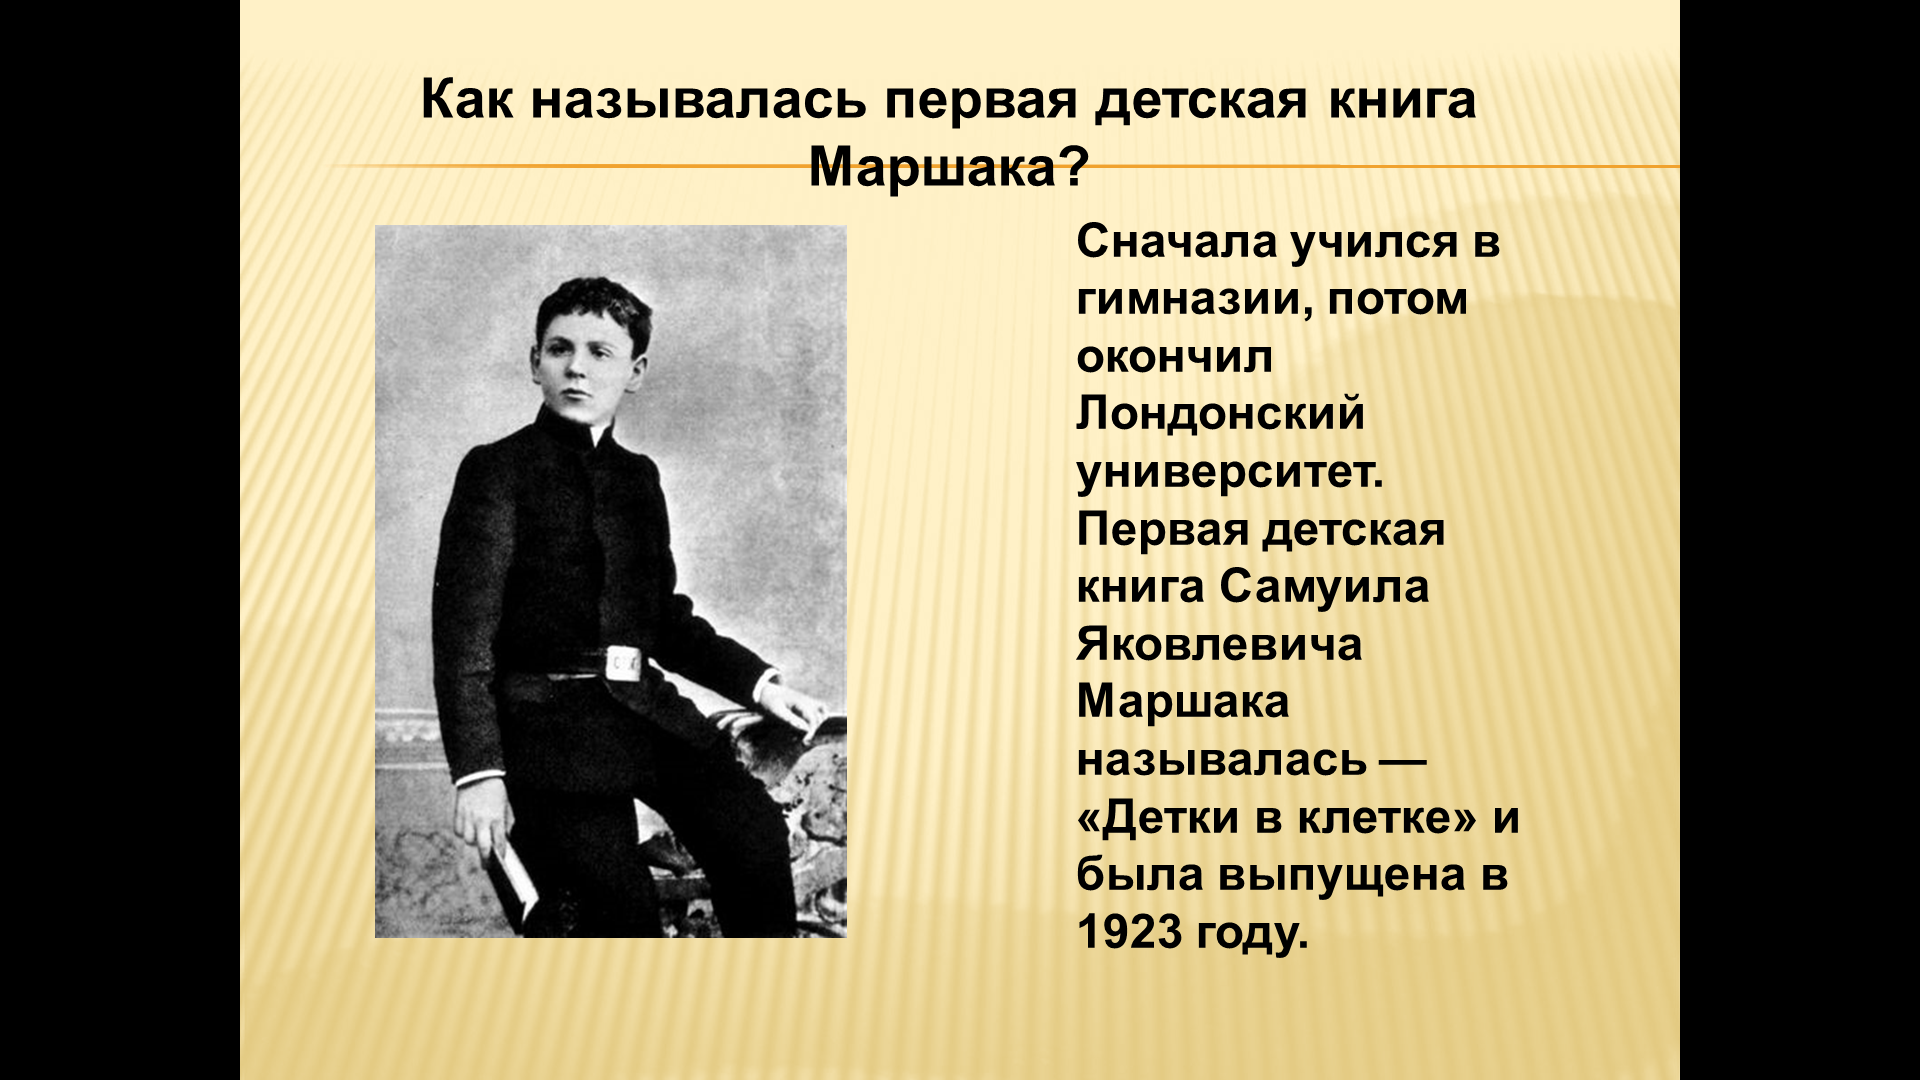 Как называлась первая детская книга
Маршака?
Сначала учился в
гимназии, потом
окончил
Лондонский
университет.
Первая детская
книга Самуила
Яковлевича
Маршака
называлась —
«Детки в клетке» и
была выпущена в
1923 году.